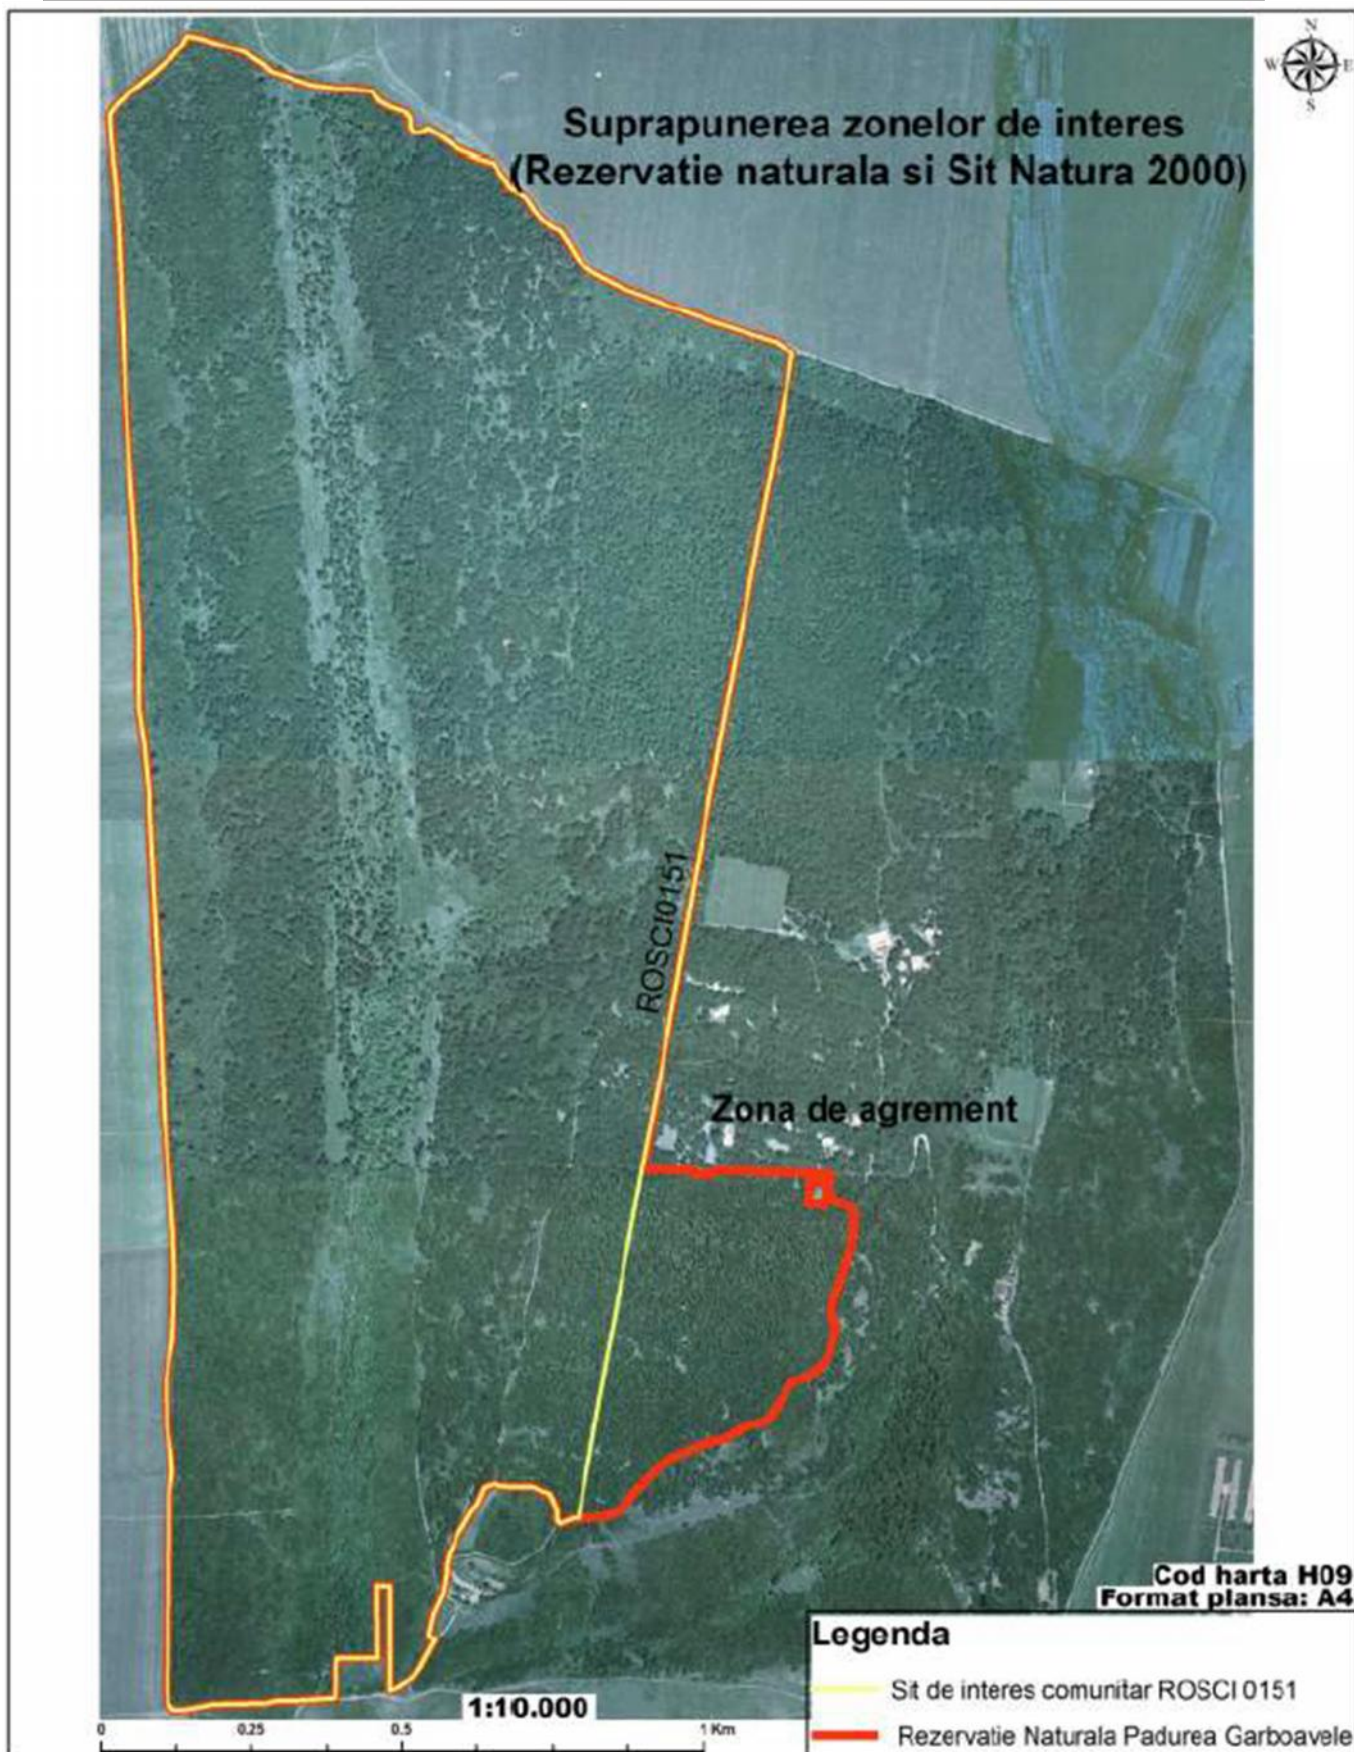 N
W E
S
Suprapunerea zonelor de interes
(Rezervatie naturala si Sit Natura 2000)
ROSCI0151
Zona de agrement
Cod harta H09
Format plansa: A4
Legenda
Sit de interes comunitar ROSCI 0151
Rezervatie Naturala Padurea Garboavele
1:10.000
0 0.25 0.5 1 Km